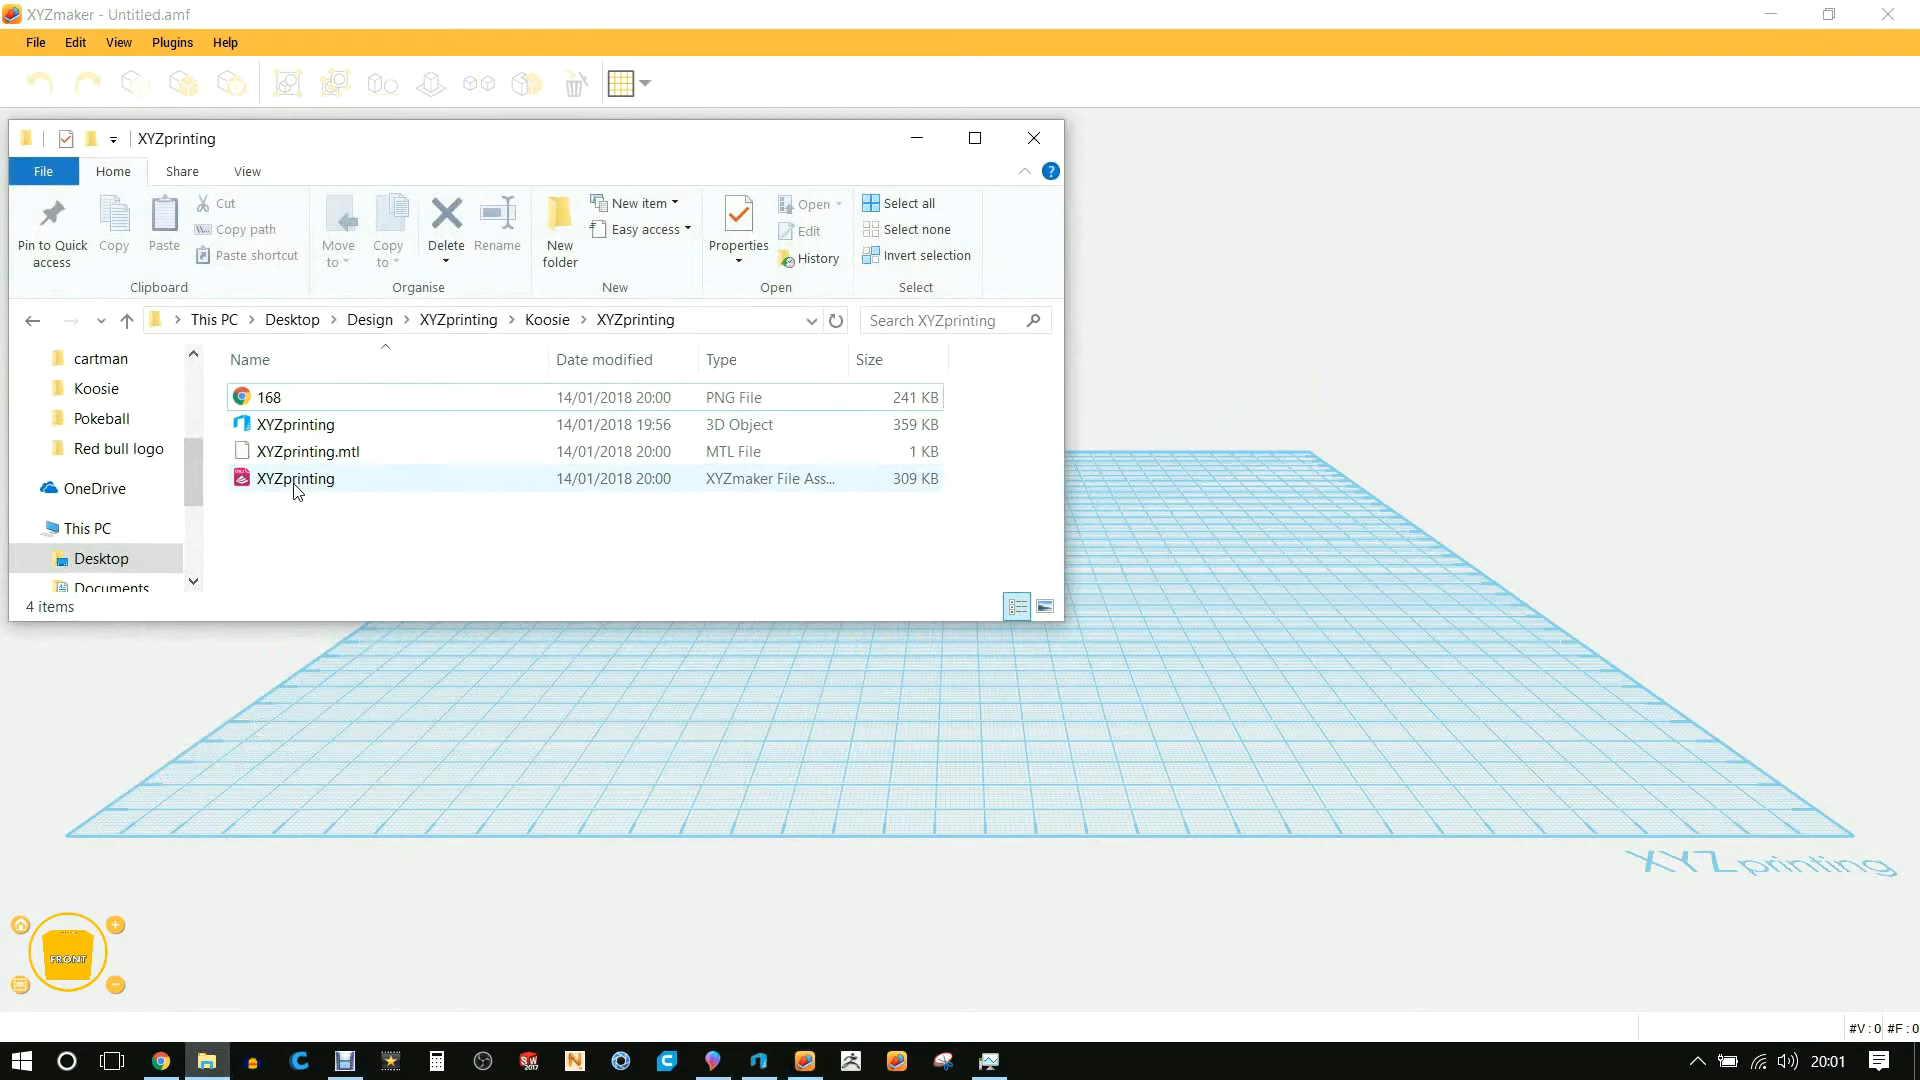 XYZmaker - Untitled.amf
File Edit View Plugins Help
XYZprinting
File Home Share View
Pin to Quick access
Copy
Paste
Cut
Copy path
Paste shortcut
Clipboard
Move to
Copy to
Delete
Rename
Organise
New folder
New item
Easy access
New
Properties
Open
Edit
History
Open
Select all
Select none
Invert selection
Select
This PC > Desktop > Design > XYZprinting > Koosie > XYZprinting
Search XYZprinting
cartman
Koosie
Pokeball
Red bull logo
OneDrive
This PC
Desktop
Documents
Name Date modified Type Size
168 14/01/2018 20:00 PNG File 241 KB
XYZprinting 14/01/2018 19:56 3D Object 359 KB
XYZprinting.mtl 14/01/2018 20:00 MTL File 1 KB
XYZprinting 14/01/2018 20:00 XYZmaker File Ass... 309 KB
4 items
XYZprinting
FRONT
#V : 0 #F : 0
SW 2017
20:01